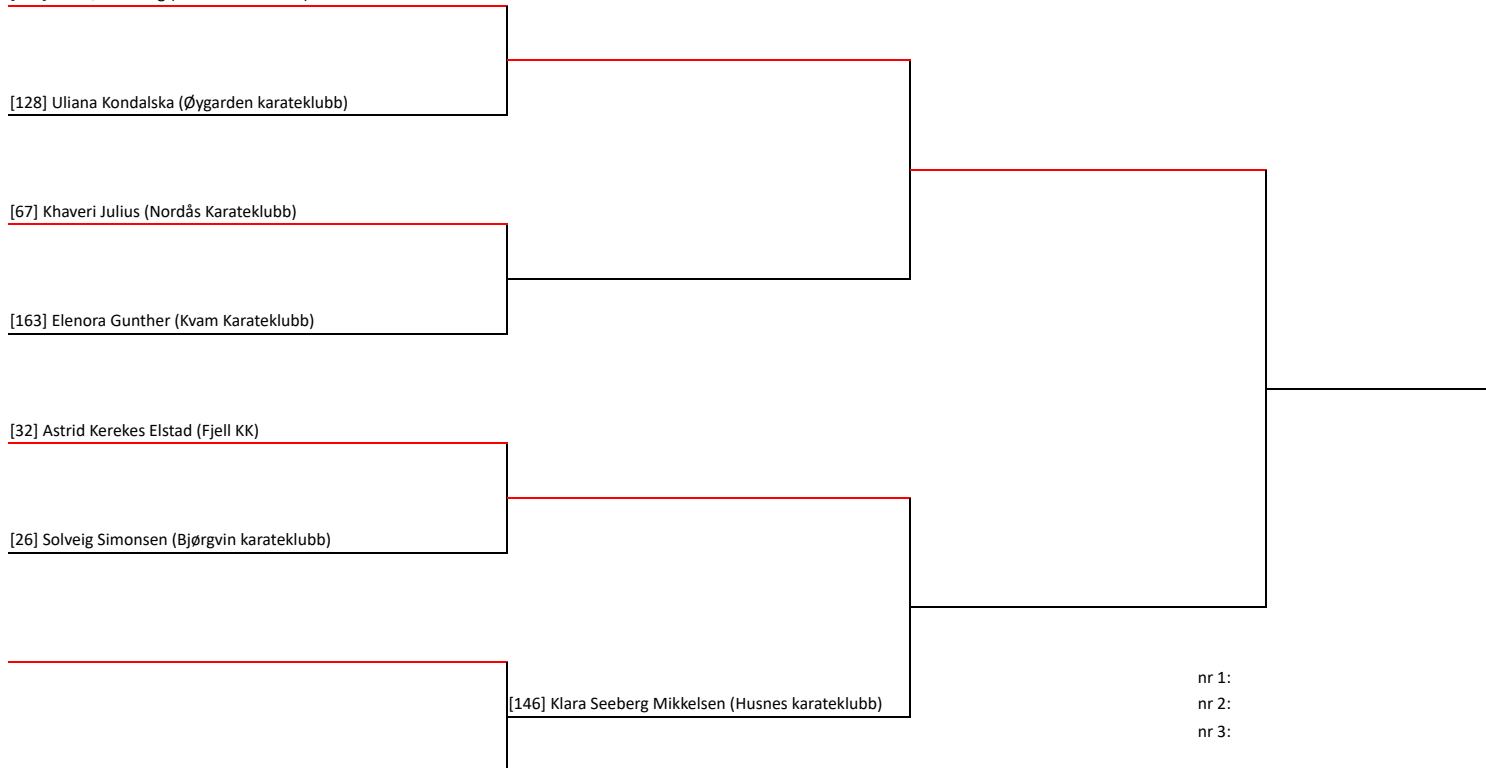 [128] Uliana Kondalska (Øygarden karateklubb)
[67] Khaveri Julius (Nordås Karateklubb)
[163] Elenora Gunther (Kvam Karateklubb)
[32] Astrid Kerekes Elstad (Fjell KK)
[26] Solveig Simonsen (Bjørgvin karateklubb)
[146] Klara Seeberg Mikkelsen (Husnes karateklubb)
nr 1:
nr 2:
nr 3: